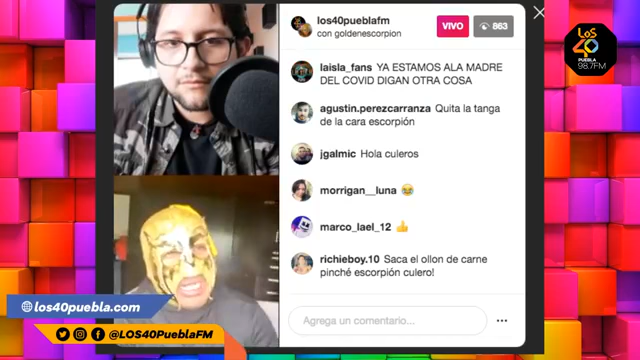 los40pueblafm
con goldenescorpion
VIVO
863
LOS
40
PUEBLA
98.7FM
laisla_fans YA ESTAMOS ALA MADRE
DEL COVID DIGAN OTRA COSA
agustin.perezcarranza Quita la tanga
de la cara escorpión
jgalmic Hola culeros
morrigan__luna 😂
marco_lael_12 👍
richieboy.10 Saca el ollon de carne
pinché escorpión culero!
Agrega un comentario...
los40puebla.com
@LOS40PueblaFM